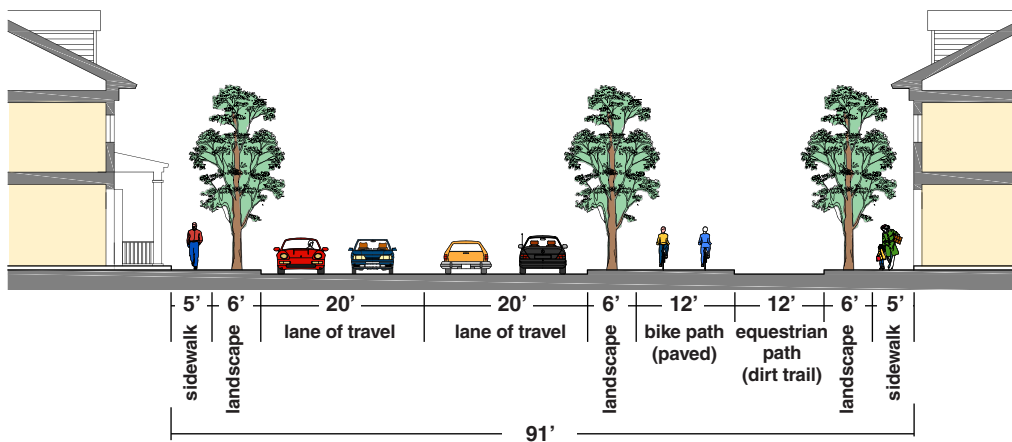 5’ 6’ 20’ 20’ 6’ 12’ 12’ 6’ 5’
sidewalk
landscape
lane of travel
lane of travel
landscape
bike path
(paved)
equestrian
path
(dirt trail)
landscape
sidewalk
91’